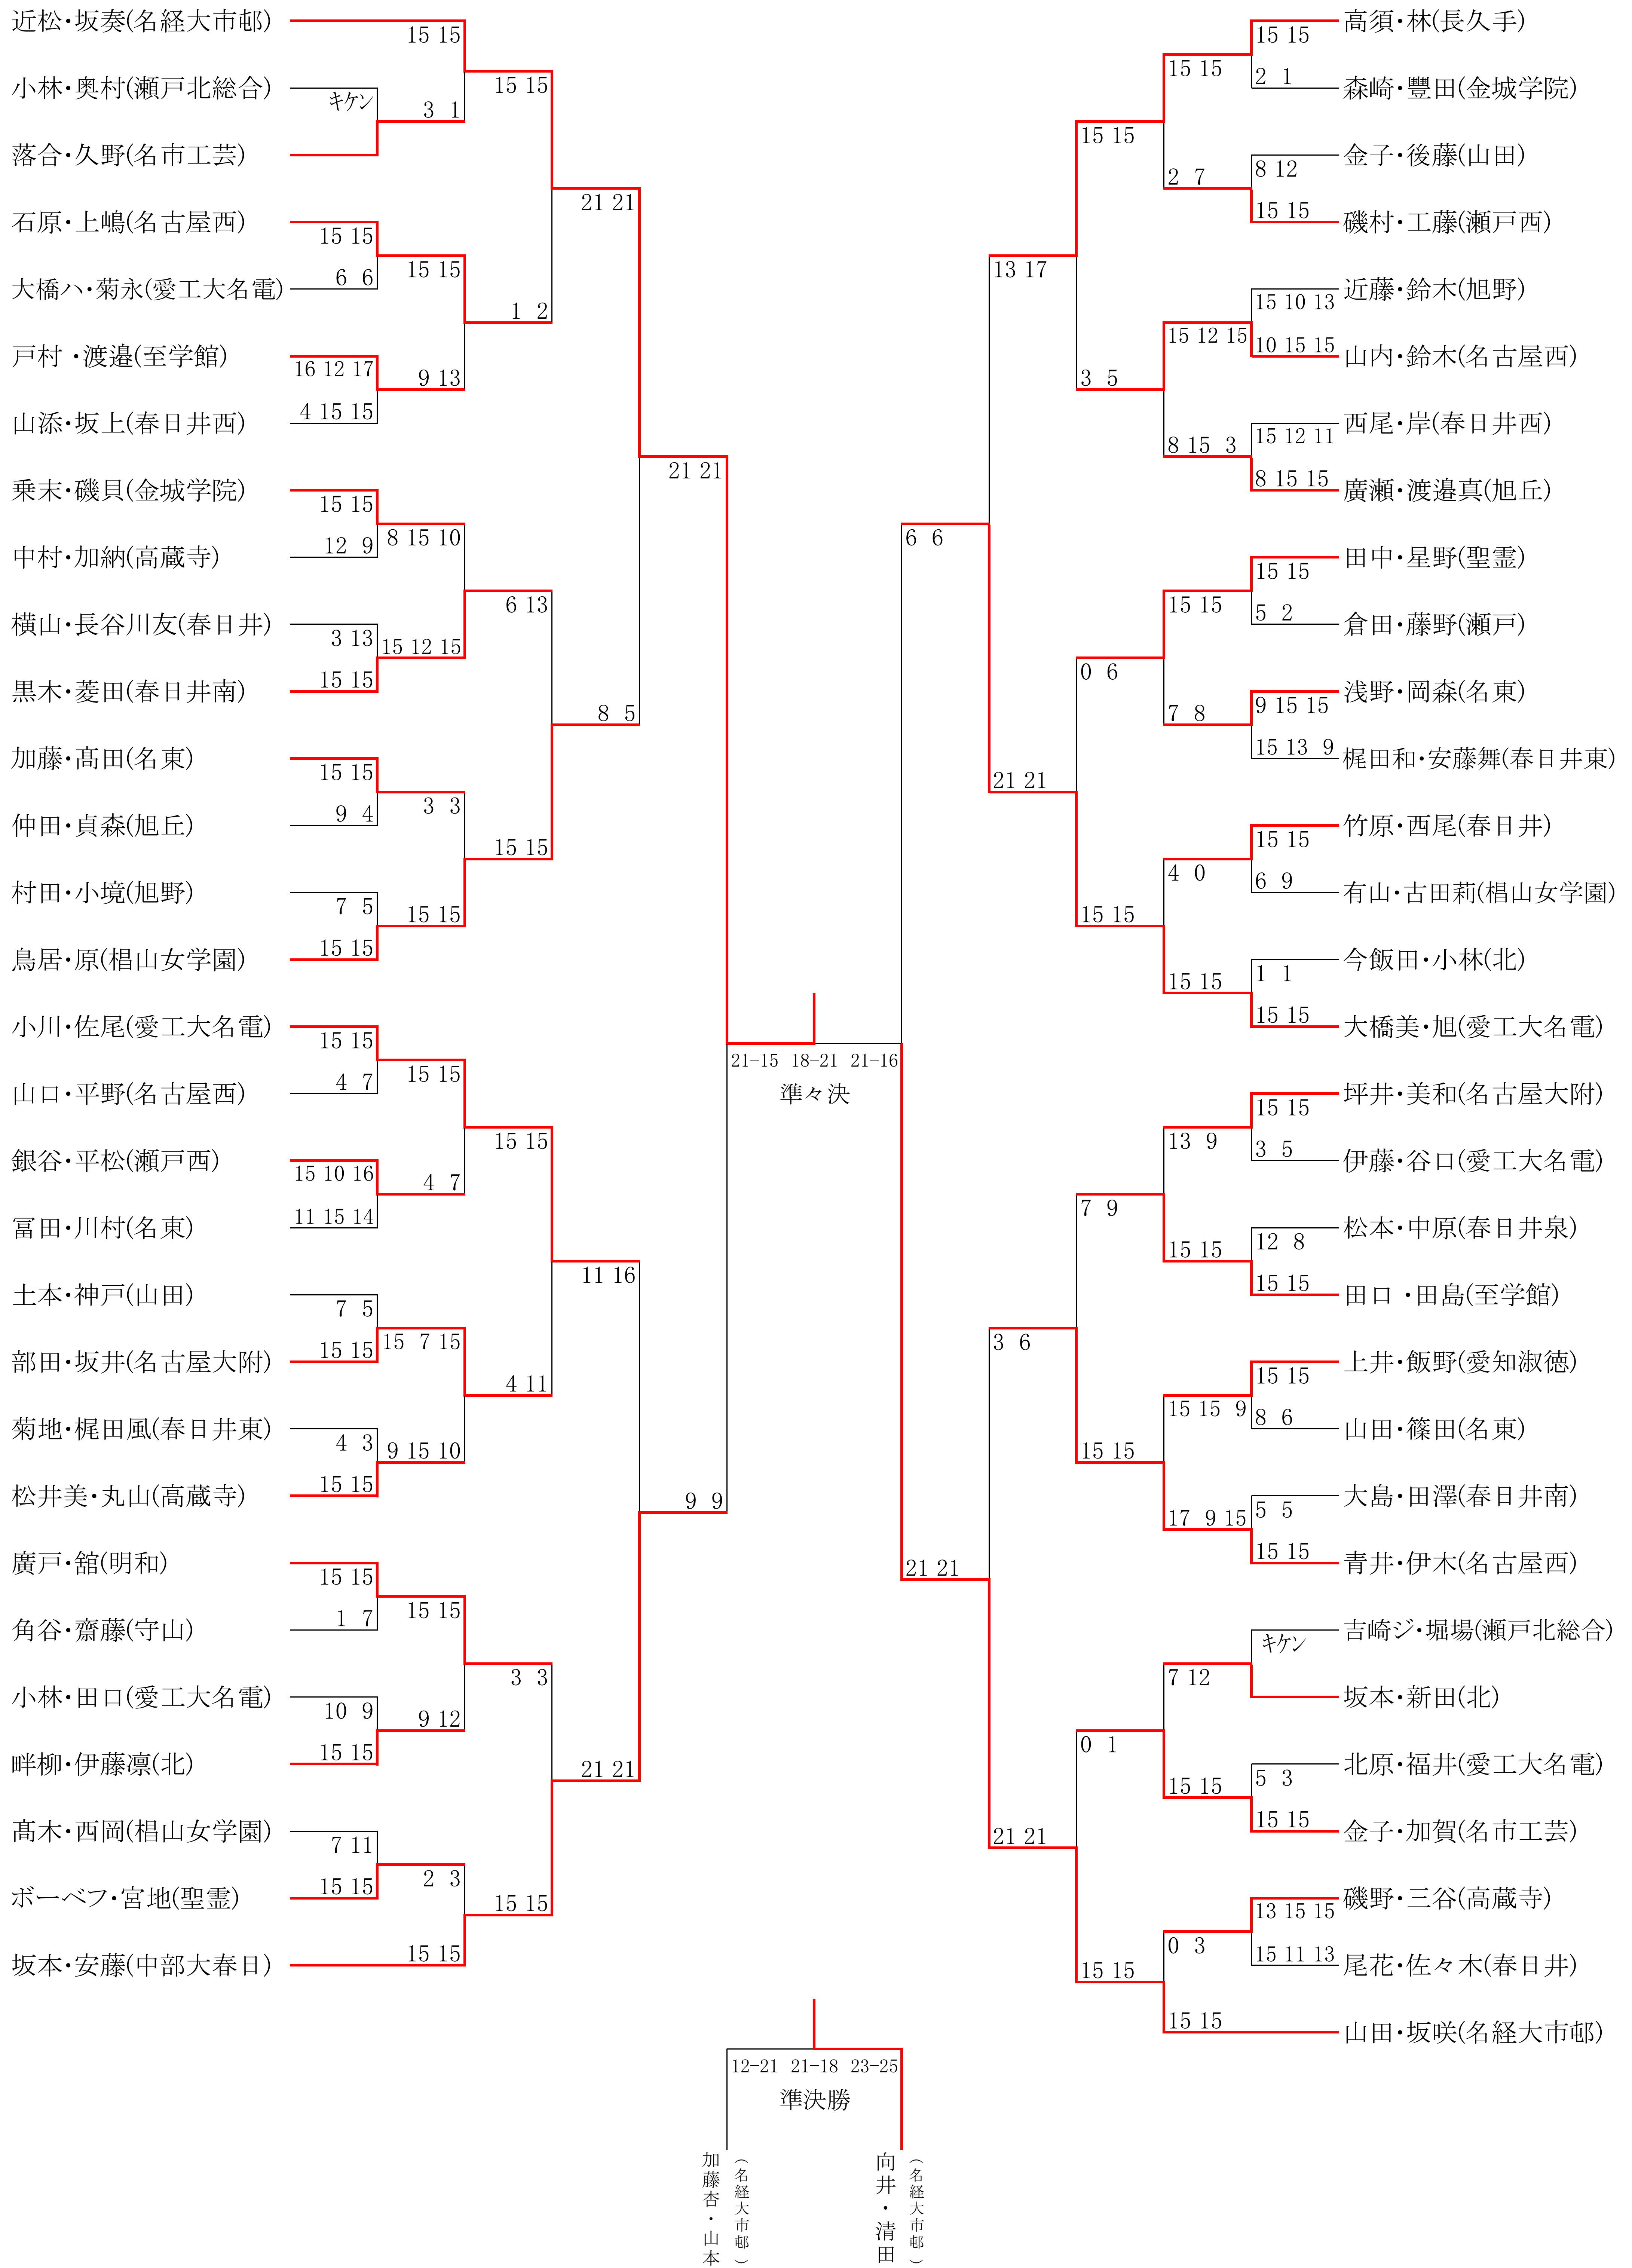 近松・坂奏(名経大市邨)
15 15
小林・奥村(瀬戸北総合)
キケン
3 1
落合・久野(名市工芸)
15 15
石原・上嶋(名古屋西)
15 15
大橋ハ・菊永(愛工大名電)
6 6
15 15
21 21
1 2
戸村・渡邉(至学館)
16 12 17
9 13
山添・坂上(春日井西)
4 15 15
21 21
乗末・磯貝(金城学院)
15 15
中村・加納(高蔵寺)
12 9
8 15 10
6 13
横山・長谷川友(春日井)
3 13
15 12 15
黒木・菱田(春日井南)
15 15
8 5
加藤・髙田(名東)
15 15
仲田・貞森(旭丘)
9 4
3 3
15 15
村田・小境(旭野)
7 5
15 15
鳥居・原(椙山女学園)
15 15
小川・佐尾(愛工大名電)
15 15
山口・平野(名古屋西)
4 7
15 15
15 15
銀谷・平松(瀬戸西)
15 10 16
4 7
冨田・川村(名東)
11 15 14
11 16
土本・神戸(山田)
7 5
部田・坂井(名古屋大附)
15 15
15 7 15
4 11
菊地・梶田風(春日井東)
4 3
9 15 10
松井美・丸山(高蔵寺)
15 15
9 9
廣戸・舘(明和)
15 15
角谷・齋藤(守山)
1 7
15 15
3 3
小林・田口(愛工大名電)
10 9
9 12
畔柳・伊藤凛(北)
15 15
21 21
髙木・西岡(椙山女学園)
7 11
ボーベフ・宮地(聖霊)
15 15
2 3
15 15
坂本・安藤(中部大春日)
15 15
21-15 18-21 21-16
準々決
高須・林(長久手)
15 15
15 15
森崎・豐田(金城学院)
2 1
15 15
金子・後藤(山田)
8 12
2 7
磯村・工藤(瀬戸西)
15 15
13 17
近藤・鈴木(旭野)
15 10 13
15 12 15
山内・鈴木(名古屋西)
10 15 15
3 5
西尾・岸(春日井西)
15 12 11
8 15 3
廣瀬・渡邉真(旭丘)
8 15 15
6 6
田中・星野(聖霊)
15 15
15 15
倉田・藤野(瀬戸)
5 2
0 6
浅野・岡森(名東)
9 15 15
7 8
梶田和・安藤舞(春日井東)
15 13 9
21 21
竹原・西尾(春日井)
15 15
4 0
有山・古田莉(椙山女学園)
6 9
15 15
今飯田・小林(北)
1 1
15 15
大橋美・旭(愛工大名電)
15 15
坪井・美和(名古屋大附)
15 15
13 9
伊藤・谷口(愛工大名電)
3 5
7 9
松本・中原(春日井泉)
12 8
15 15
田口・田島(至学館)
15 15
3 6
上井・飯野(愛知淑徳)
15 15
15 15 9
山田・篠田(名東)
8 6
15 15
大島・田澤(春日井南)
5 5
17 9 15
青井・伊木(名古屋西)
15 15
21 21
吉崎ジ・堀場(瀬戸北総合)
キケン
7 12
坂本・新田(北)
0 1
北原・福井(愛工大名電)
5 3
15 15
金子・加賀(名市工芸)
15 15
21 21
磯野・三谷(高蔵寺)
13 15 15
0 3
尾花・佐々木(春日井)
15 11 13
15 15
山田・坂咲(名経大市邨)
15 15
12-21 21-18 23-25
準決勝
加藤杏・山本
(名経大市邨)
向井・清田
(名経大市邨)